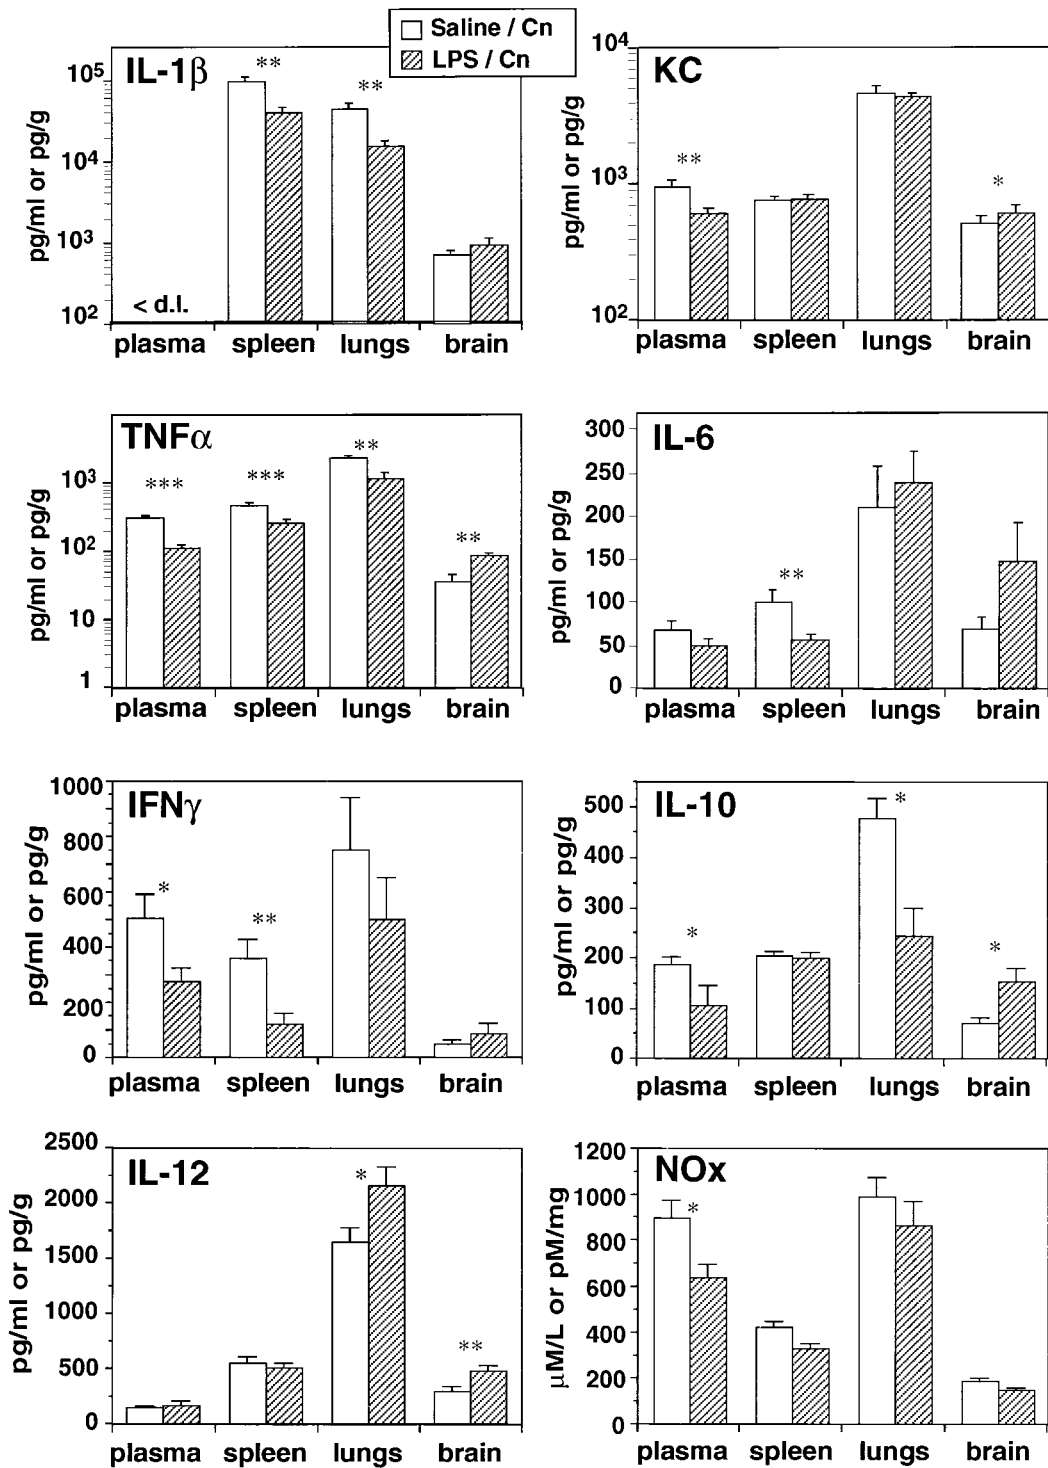 Saline / Cn
LPS / Cn
IL-1β
pg/ml or pg/g
10⁵
10⁴
10³
10²
**
**
< d.l.
plasma spleen lungs brain
KC
pg/ml or pg/g
10⁴
10³
10²
**
*
plasma spleen lungs brain
TNFα
pg/ml or pg/g
10³
10²
10
1
***
***
**
**
plasma spleen lungs brain
IL-6
pg/ml or pg/g
300
250
200
150
100
50
0
**
plasma spleen lungs brain
IFNγ
pg/ml or pg/g
1000
800
600
400
200
0
*
**
plasma spleen lungs brain
IL-10
pg/ml or pg/g
500
400
300
200
100
0
*
*
*
plasma spleen lungs brain
IL-12
pg/ml or pg/g
2500
2000
1500
1000
500
0
*
**
plasma spleen lungs brain
NOx
µM/L or pM/mg
1200
1000
800
600
400
200
0
*
plasma spleen lungs brain